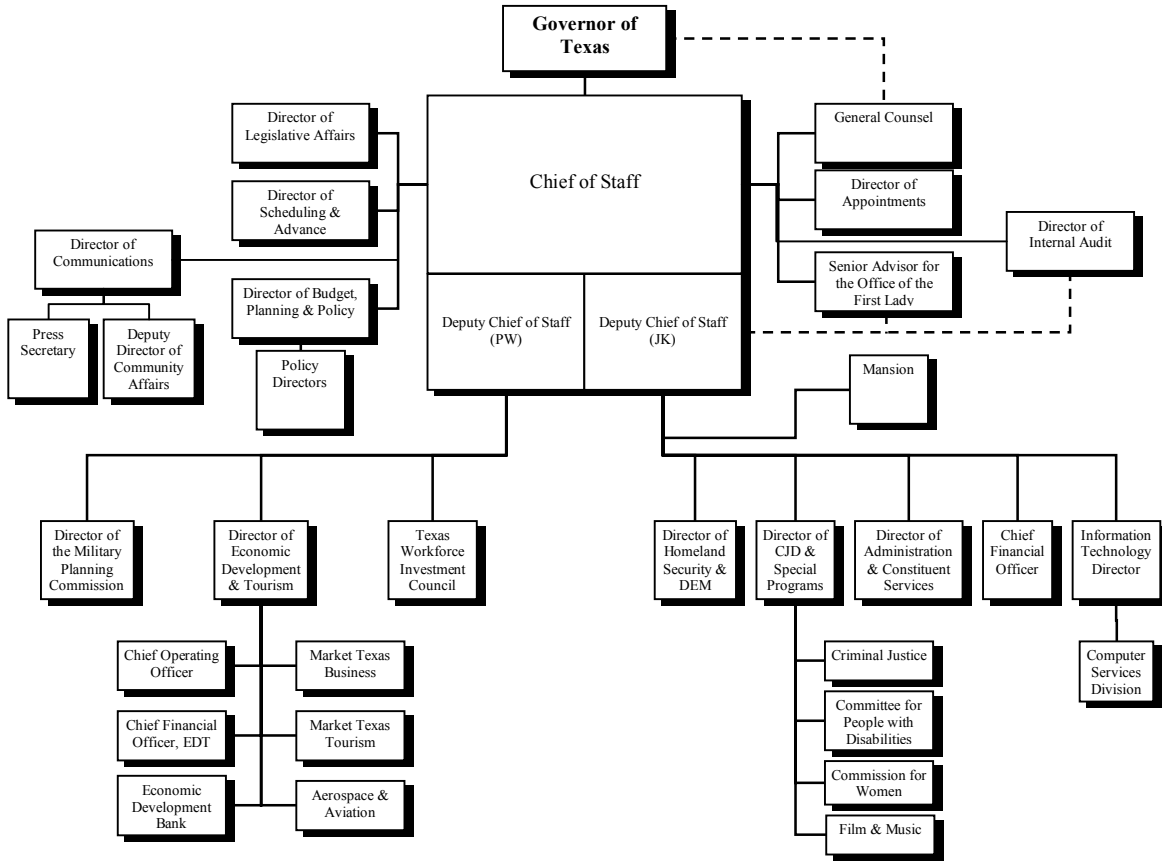 Governor of
Texas
Director of
Legislative Affairs
General Counsel
Chief of Staff
Director of
Scheduling &
Advance
Director of
Appointments
Director of
Communications
Director of
Internal Audit
Director of Budget,
Planning & Policy
Senior Advisor for
the Office of the
First Lady
Press
Secretary
Deputy
Director of
Community
Affairs
Policy
Directors
Deputy Chief of Staff
(PW)
Deputy Chief of Staff
(JK)
Mansion
Director of
the Military
Planning
Commission
Director of
Economic
Development
& Tourism
Texas
Workforce
Investment
Council
Director of
Homeland
Security &
DEM
Director of
CJD &
Special
Programs
Director of
Administration
& Constituent
Services
Chief
Financial
Officer
Information
Technology
Director
Chief Operating
Officer
Market Texas
Business
Chief Financial
Officer, EDT
Market Texas
Tourism
Economic
Development
Bank
Aerospace &
Aviation
Criminal Justice
Committee for
People with
Disabilities
Commission for
Women
Film & Music
Computer
Services
Division